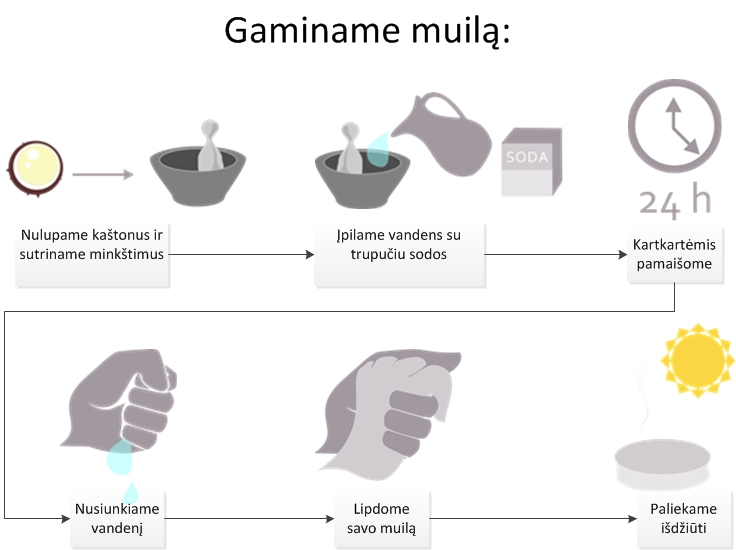 Gaminame muilą:
SODA
24 h
Nulupame kaštonus ir
sutriname minkštimus
Įpilame vandens su
trupučiu sodos
Kartkartėmis
pamaišome
Nusiunkiame
vandenį
Lipdome
savo muilą
Paliekame
išdžiūti